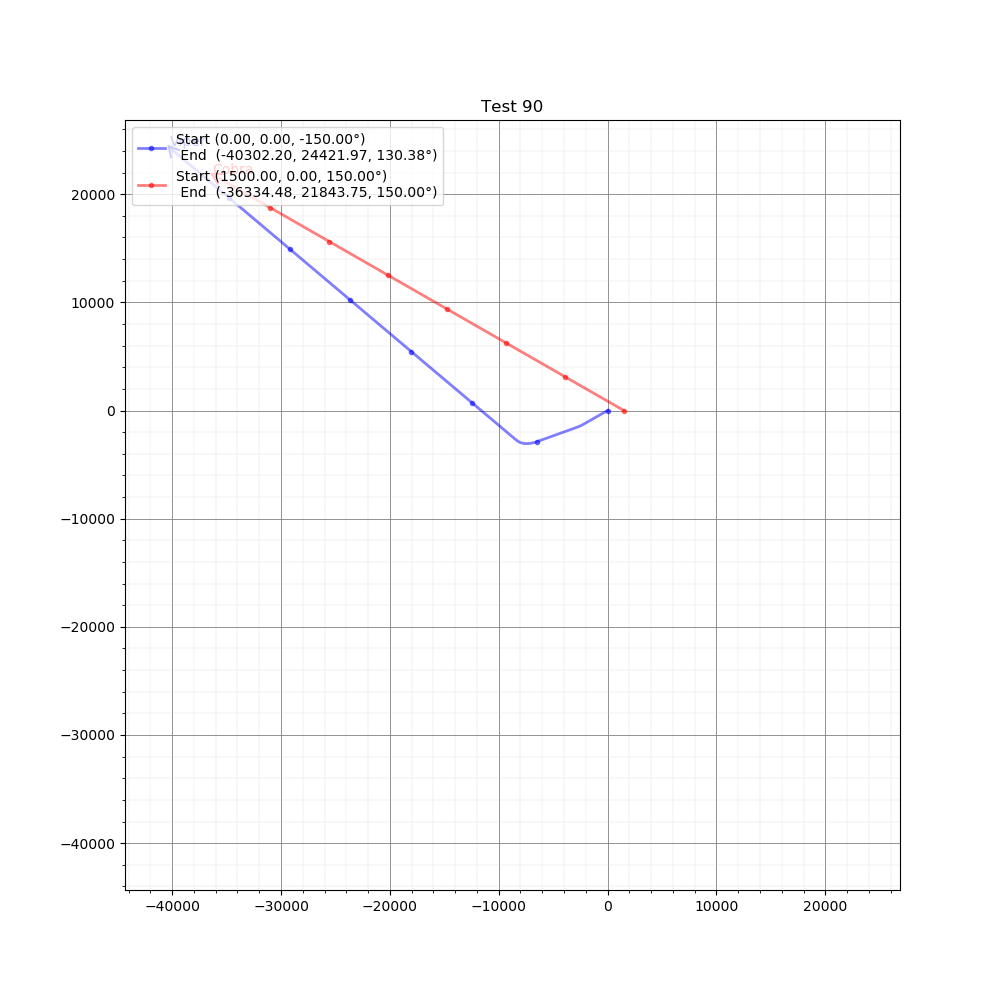 Test 90
Start (0.00, 0.00, -150.00°)
End (-40302.20, 24421.97, 130.38°)
Start (1500.00, 0.00, 150.00°)
End (-36334.48, 21843.75, 150.00°)
Cobra
20000
10000
0
−10000
−20000
−30000
−40000
−40000 −30000 −20000 −10000 0 10000 20000